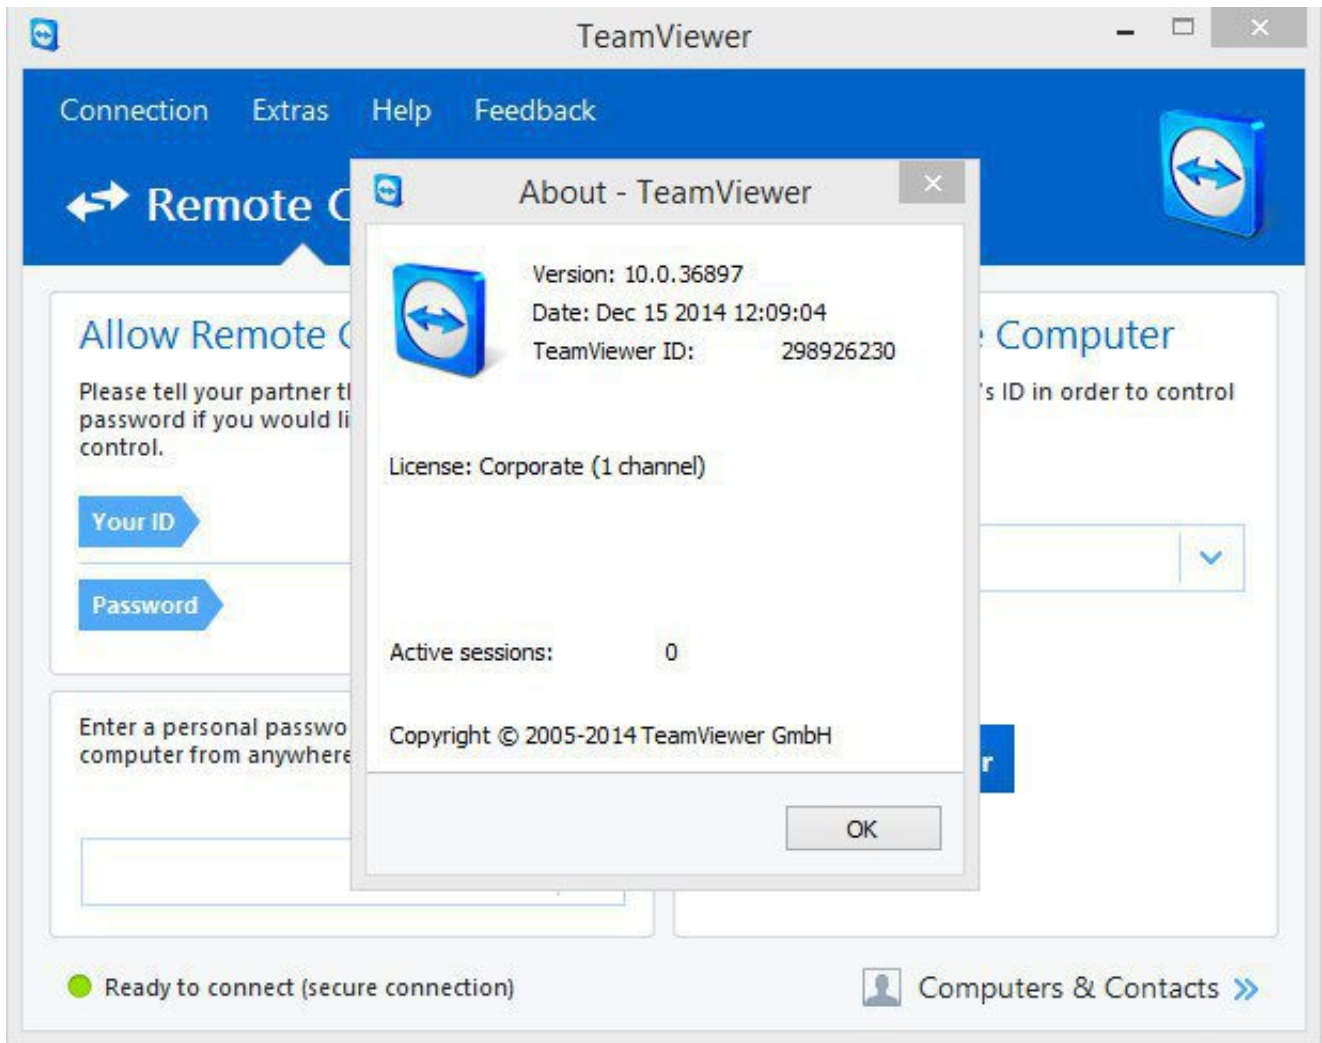 TeamViewer
Connection Extras Help Feedback
Remote C
About - TeamViewer
Version: 10.0.36897
Date: Dec 15 2014 12:09:04
TeamViewer ID: 298926230
License: Corporate (1 channel)
Active sessions: 0
Copyright © 2005-2014 TeamViewer GmbH
OK
Allow Remote
Please tell your partner
password if you would
control.
Your ID
Password
Enter a personal passwo
computer from anywhere
Computer
's ID in order to control
r
Ready to connect (secure connection)
Computers & Contacts